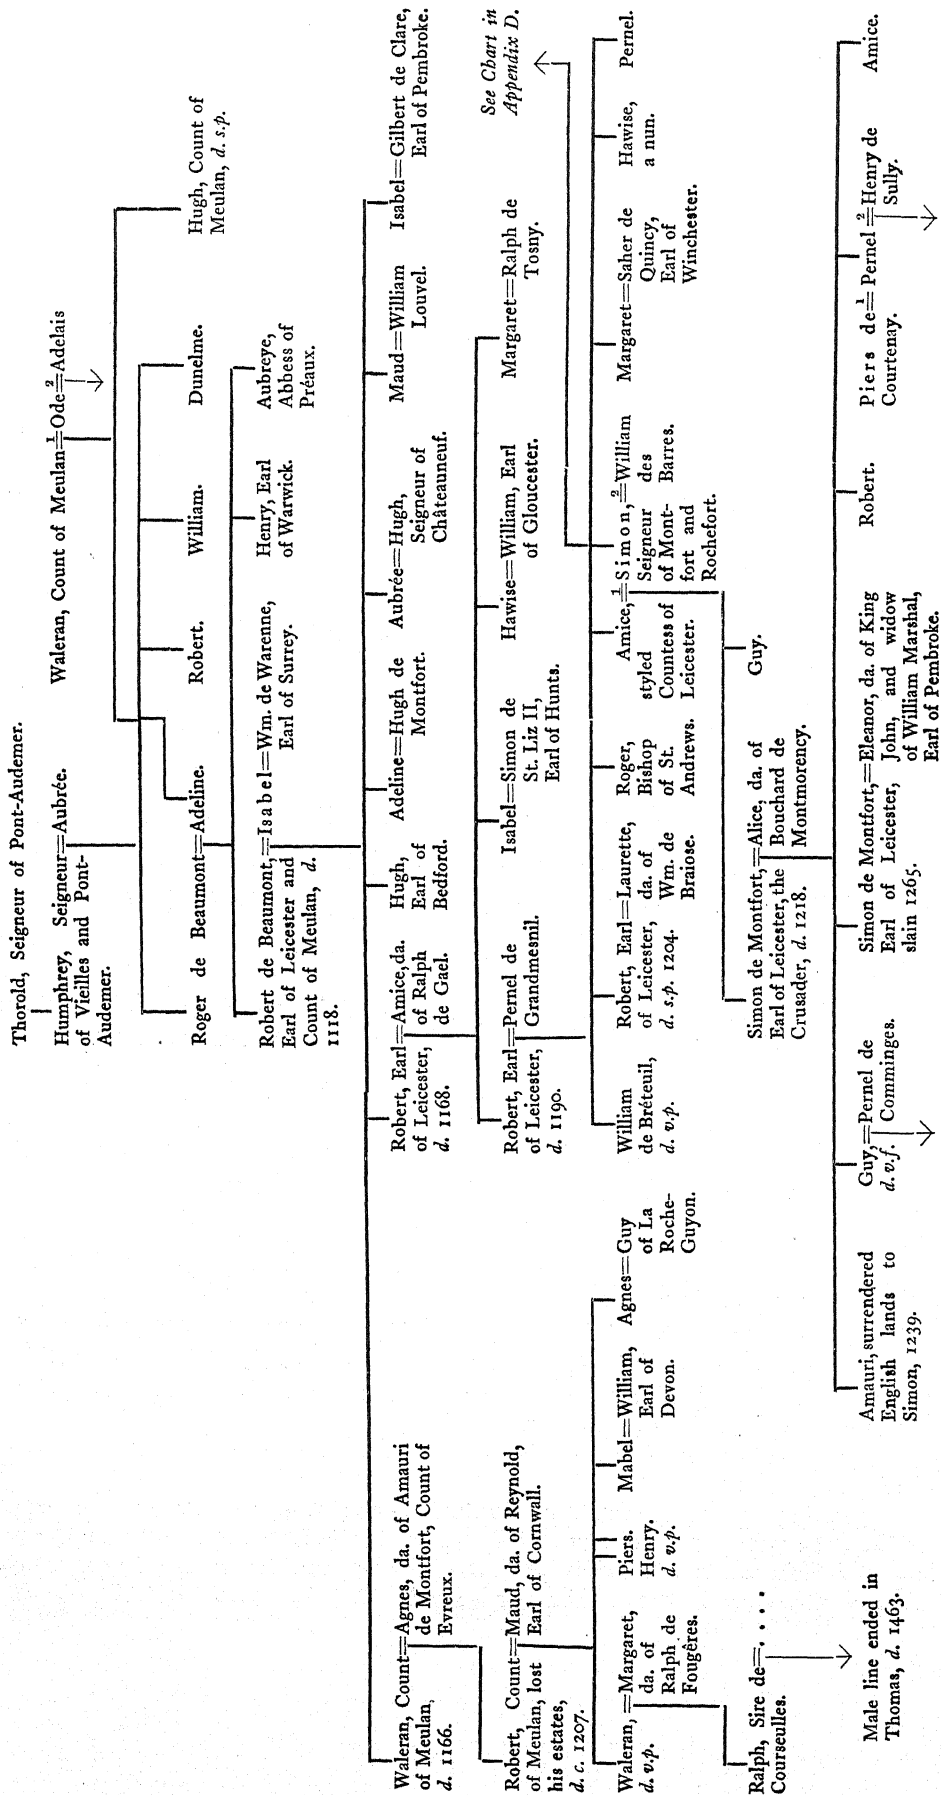 Thorold, Seigneur of Pont-Audemer.
Humphrey, Seigneur=Aubrée.
of Vieilles and Pont-
Audemer.
Waleran, Count of Meulan=1Ode=2Adelais
Roger de Beaumont=Adeline.
Robert.
William.
Dunelme.
Hugh, Count of
Meulan, d. s.p.
Robert de Beaumont,=Isabel=Wm. de Warenne,
Earl of Leicester and
Count of Meulan, d.
1118.
Earl of Surrey.
Henry, Earl
of Warwick.
Aubreye,
Abbess of
Préaux.
Waleran, Count=Agnes, da. of Amauri
of Meulan,
d. 1166.
de Montfort, Count of
Evreux.
Robert, Earl=Amice, da.
of Leicester,
d. 1168.
of Ralph
de Gael.
Hugh,
Earl of
Bedford.
Adeline=Hugh de
Montfort.
Aubrée=Hugh,
Seigneur of
Châteauneuf.
Maud=William
Louvel.
Isabel=Gilbert de Clare,
Earl of Pembroke.
Robert, Count=Maud, da. of Reynold,
of Meulan, lost
his estates,
d. c. 1207.
Earl of Cornwall.
Robert, Earl=Pernel de
of Leicester,
d. 1190.
Grandmesnil.
Isabel=Simon de
St. Liz II,
Earl of Hunts.
Hawise=William, Earl
of Gloucester.
Margaret=Ralph de
Tosny.
See Chart in
Appendix D.
Waleran,=Margaret,
d. v.p.
da. of
Ralph de
Fougères.
Piers.
Henry.
d. v.p.
Mabel=William,
Earl of
Devon.
Agnes=Guy
of La
Roche-
Guyon.
William
de Bréteuil,
d. v.p.
Robert, Earl=Laurette,
of Leicester,
d. s.p. 1204.
da. of
Wm. de
Braiose.
Roger,
Bishop
of St.
Andrews.
Amice,=1Simon,=2William
styled
Countess of
Leicester.
Seigneur
of Mont-
fort and
Rochefort.
des
Barres.
Margaret=Saher de
Quincy,
Earl of
Winchester.
Hawise,
a nun.
Pernel.
Ralph, Sire de=. . . .
Courseulles.
Simon de Montfort,=Alice, da. of
Earl of Leicester, the
Crusader, d. 1218.
Bouchard de
Montmorency.
Guy.
Male line ended in
Thomas, d. 1463.
Amauri, surrendered
English lands to
Simon, 1239.
Guy,=Pernel de
d. v.f.
Comminges.
Simon de Montfort,=Eleanor, da. of King
Earl of Leicester,
slain 1265.
John, and widow
of William Marshal,
Earl of Pembroke.
Robert.
Piers de=1Pernel=2Henry de
Courtenay.
Sully.
Amice.